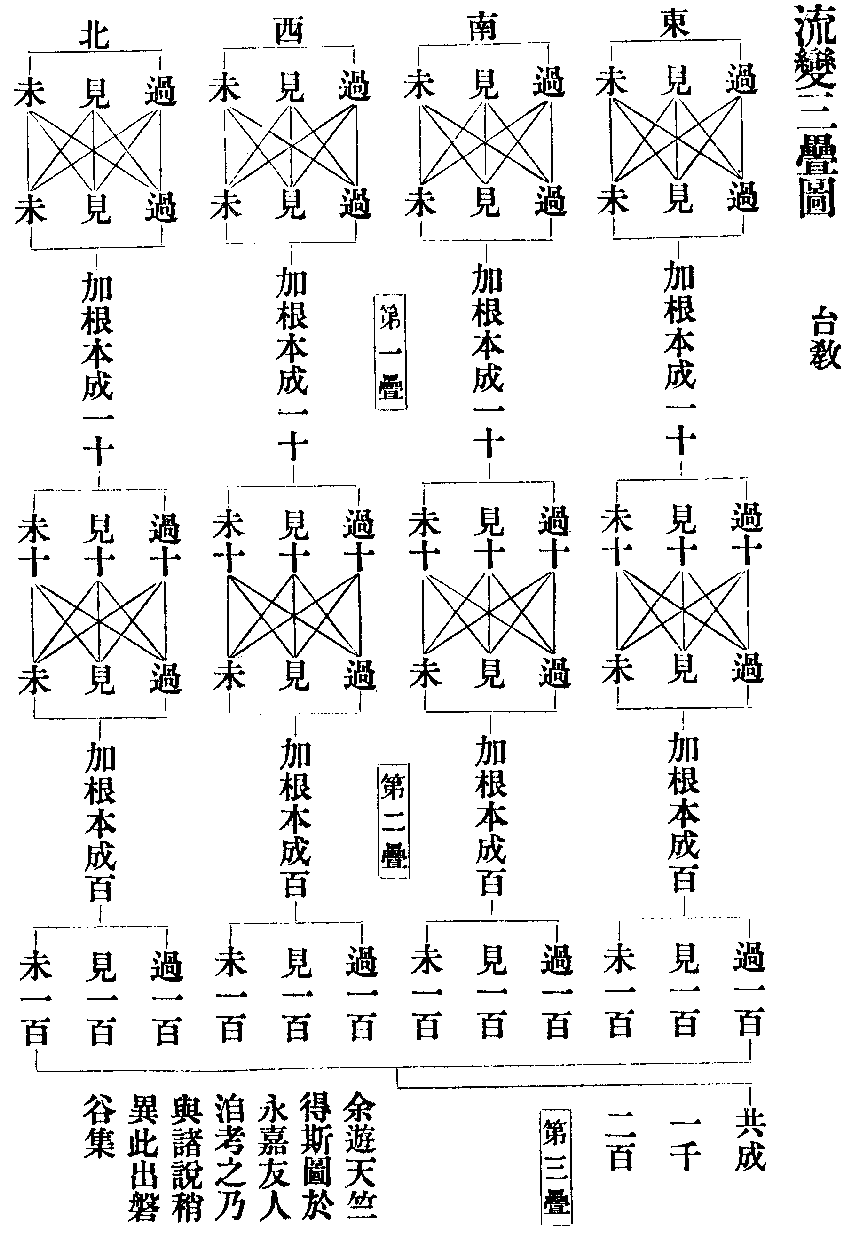 流變三疊圖　台教
東
過
見
未
過
見
未
加根本成一十
南
過
見
未
過
見
未
加根本成一十
西
過
見
未
過
見
未
加根本成一十
北
過
見
未
過
見
未
加根本成一十
第一疊
過十
見十
未十
過
見
未
加根本成百
過十
見十
未十
過
見
未
加根本成百
過十
見十
未十
過
見
未
加根本成百
過十
見十
未十
過
見
未
加根本成百
第二疊
過一百
見一百
未一百
過一百
見一百
未一百
過一百
見一百
未一百
過一百
見一百
未一百
共成
一千
二百
第三疊
余遊天竺
得斯圖於
永嘉友人
洎考之乃
與諸說稍
異此出磐
谷集